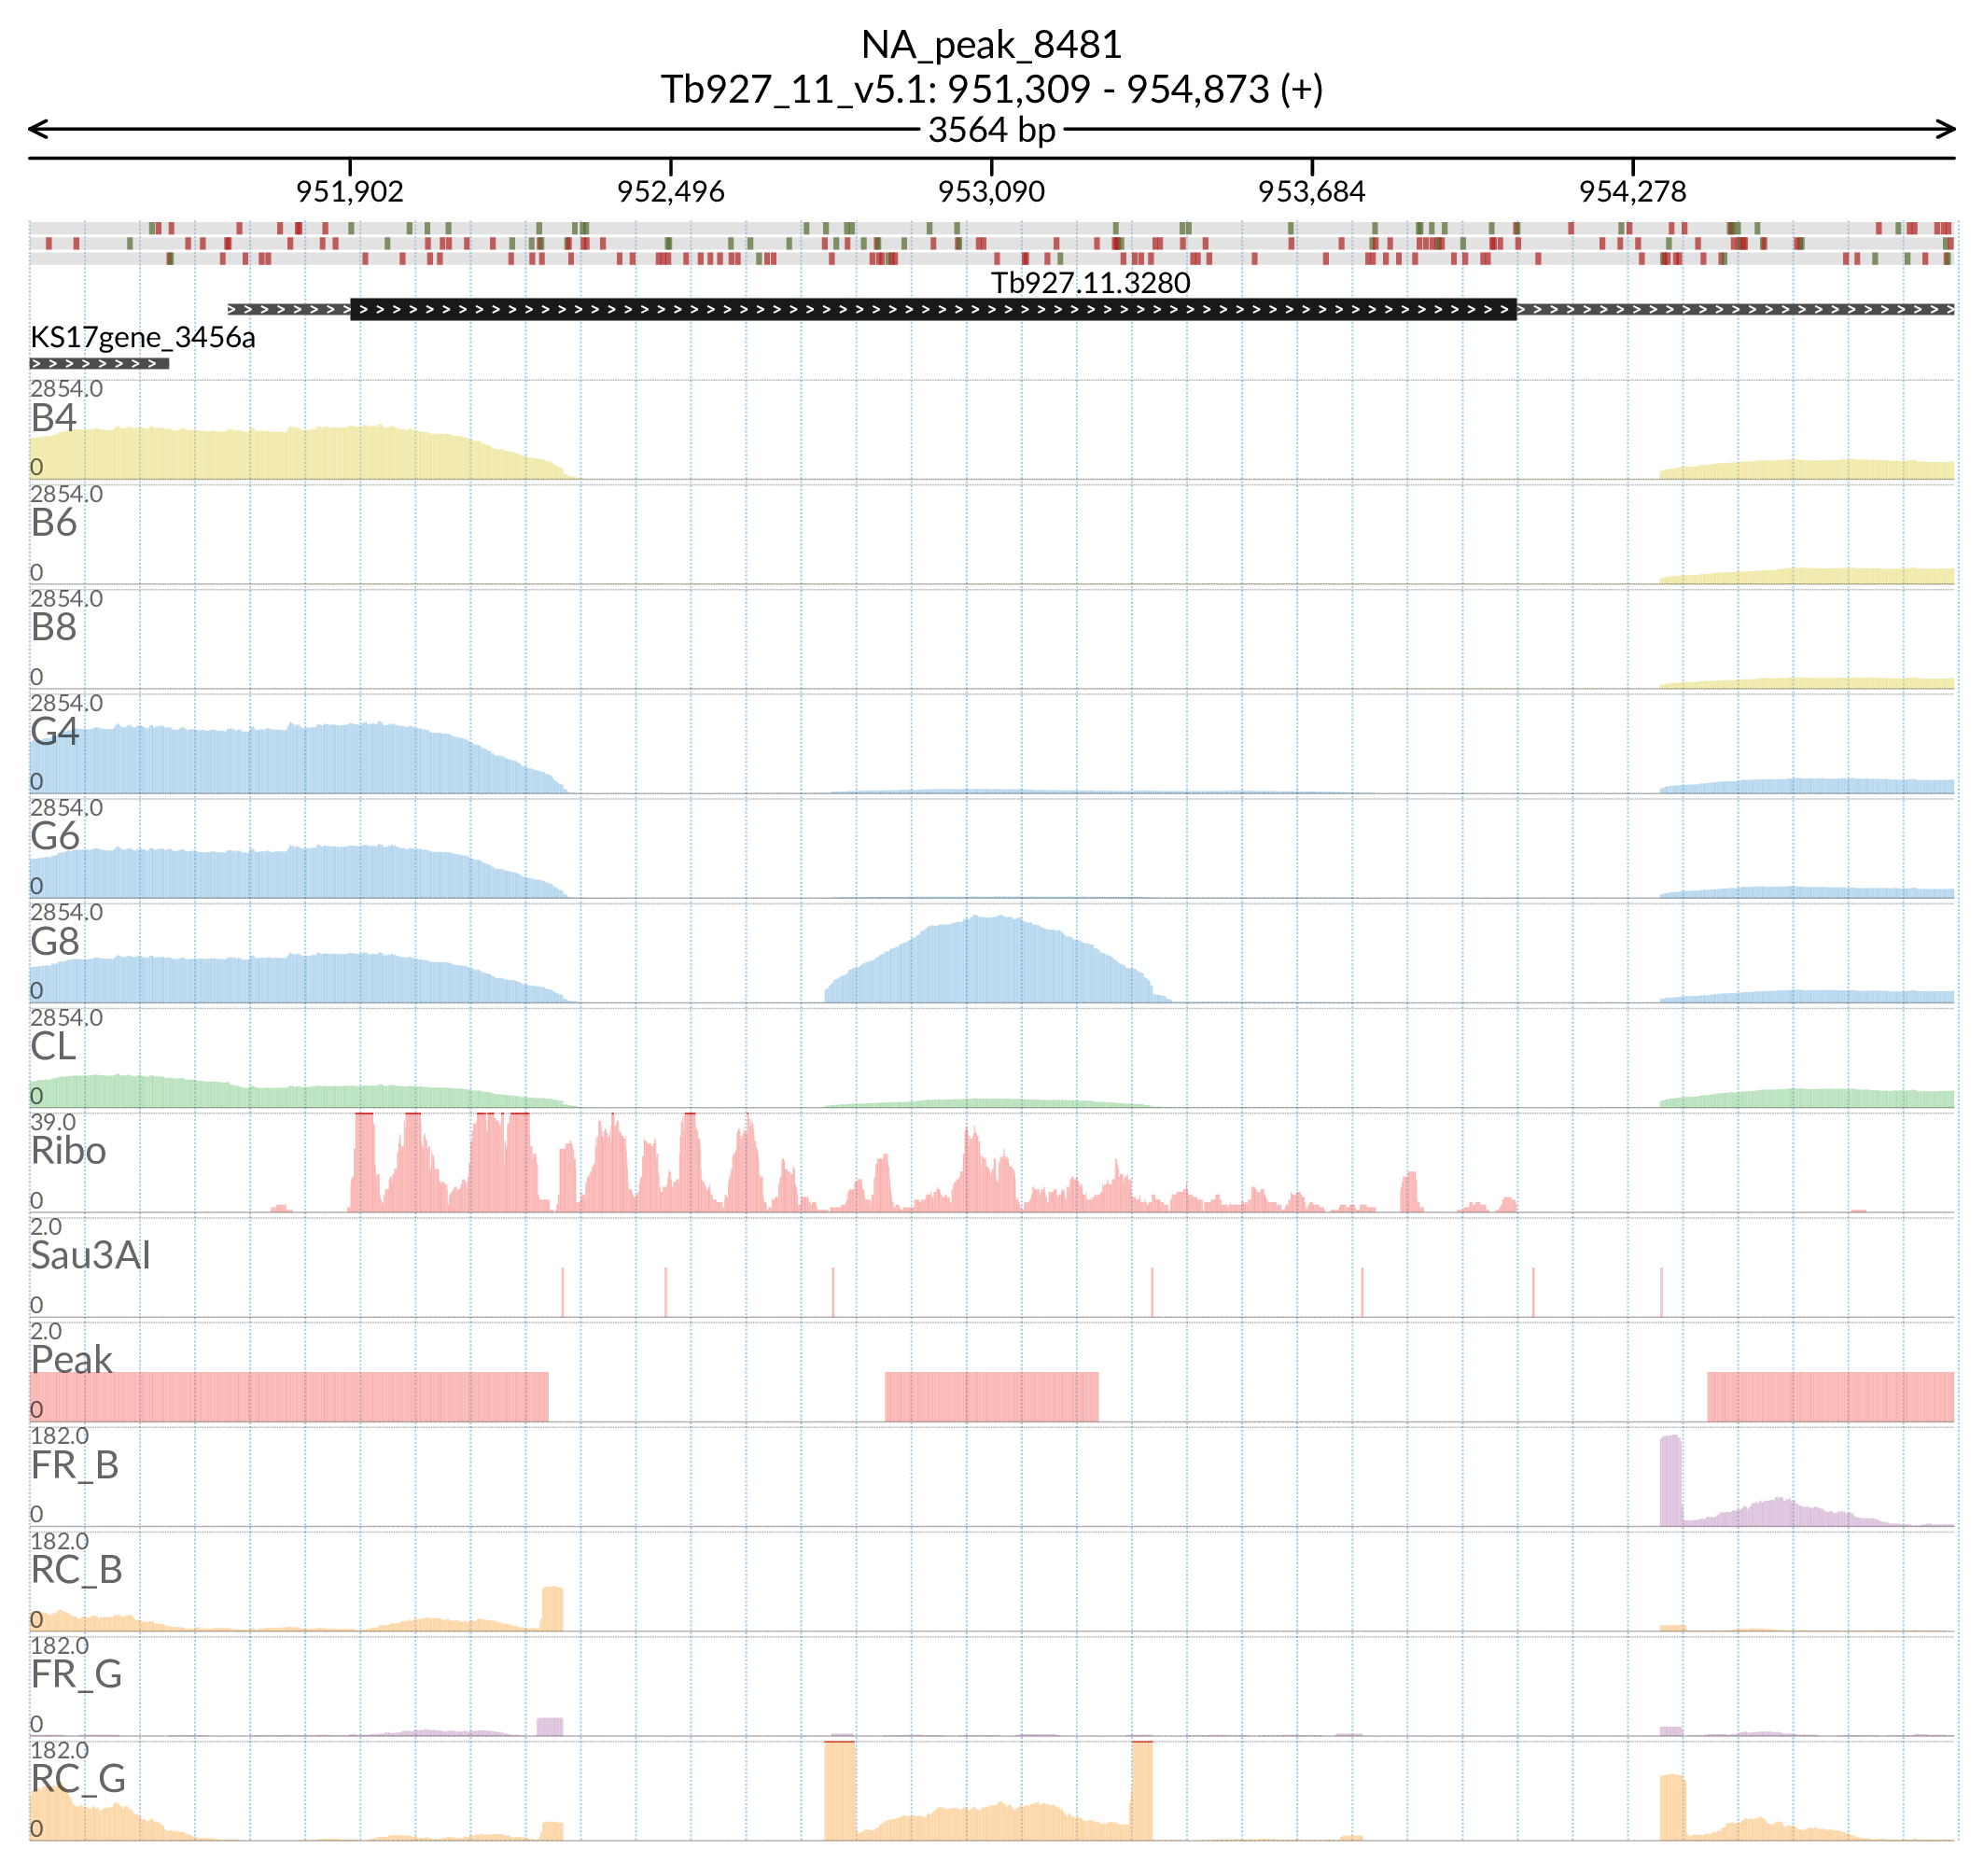 NA_peak_8481
Tb927_11_v5.1: 951,309 - 954,873 (+)
3564 bp
951,902 952,496 953,090 953,684 954,278
Tb927.11.3280
KS17gene_3456a
2854.0
B4
0
2854.0
B6
0
2854.0
B8
0
2854.0
G4
0
2854.0
G6
0
2854.0
G8
0
2854.0
CL
0
39.0
Ribo
0
2.0
Sau3AI
0
2.0
Peak
0
182.0
FR_B
0
182.0
RC_B
0
182.0
FR_G
0
182.0
RC_G
0